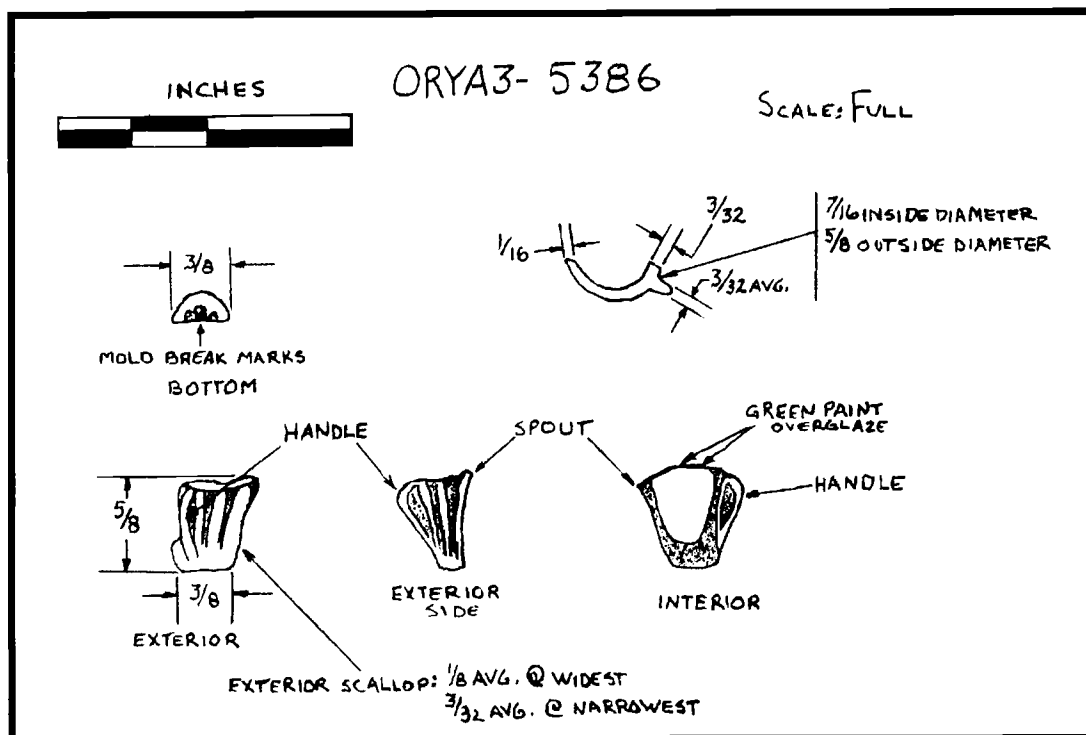 ORYA3-5386
INCHES
SCALE: FULL
3/8
MOLD BREAK MARKS
BOTTOM
1/16
3/32
3/32 AVG.
7/16 INSIDE DIAMETER
5/8 OUTSIDE DIAMETER
HANDLE
SPOUT
GREEN PAINT
OVERGLAZE
HANDLE
5/8
3/8
EXTERIOR
EXTERIOR
SIDE
INTERIOR
EXTERIOR SCALLOP: 1/8 AVG. @ WIDEST
3/32 AVG. @ NARROWEST